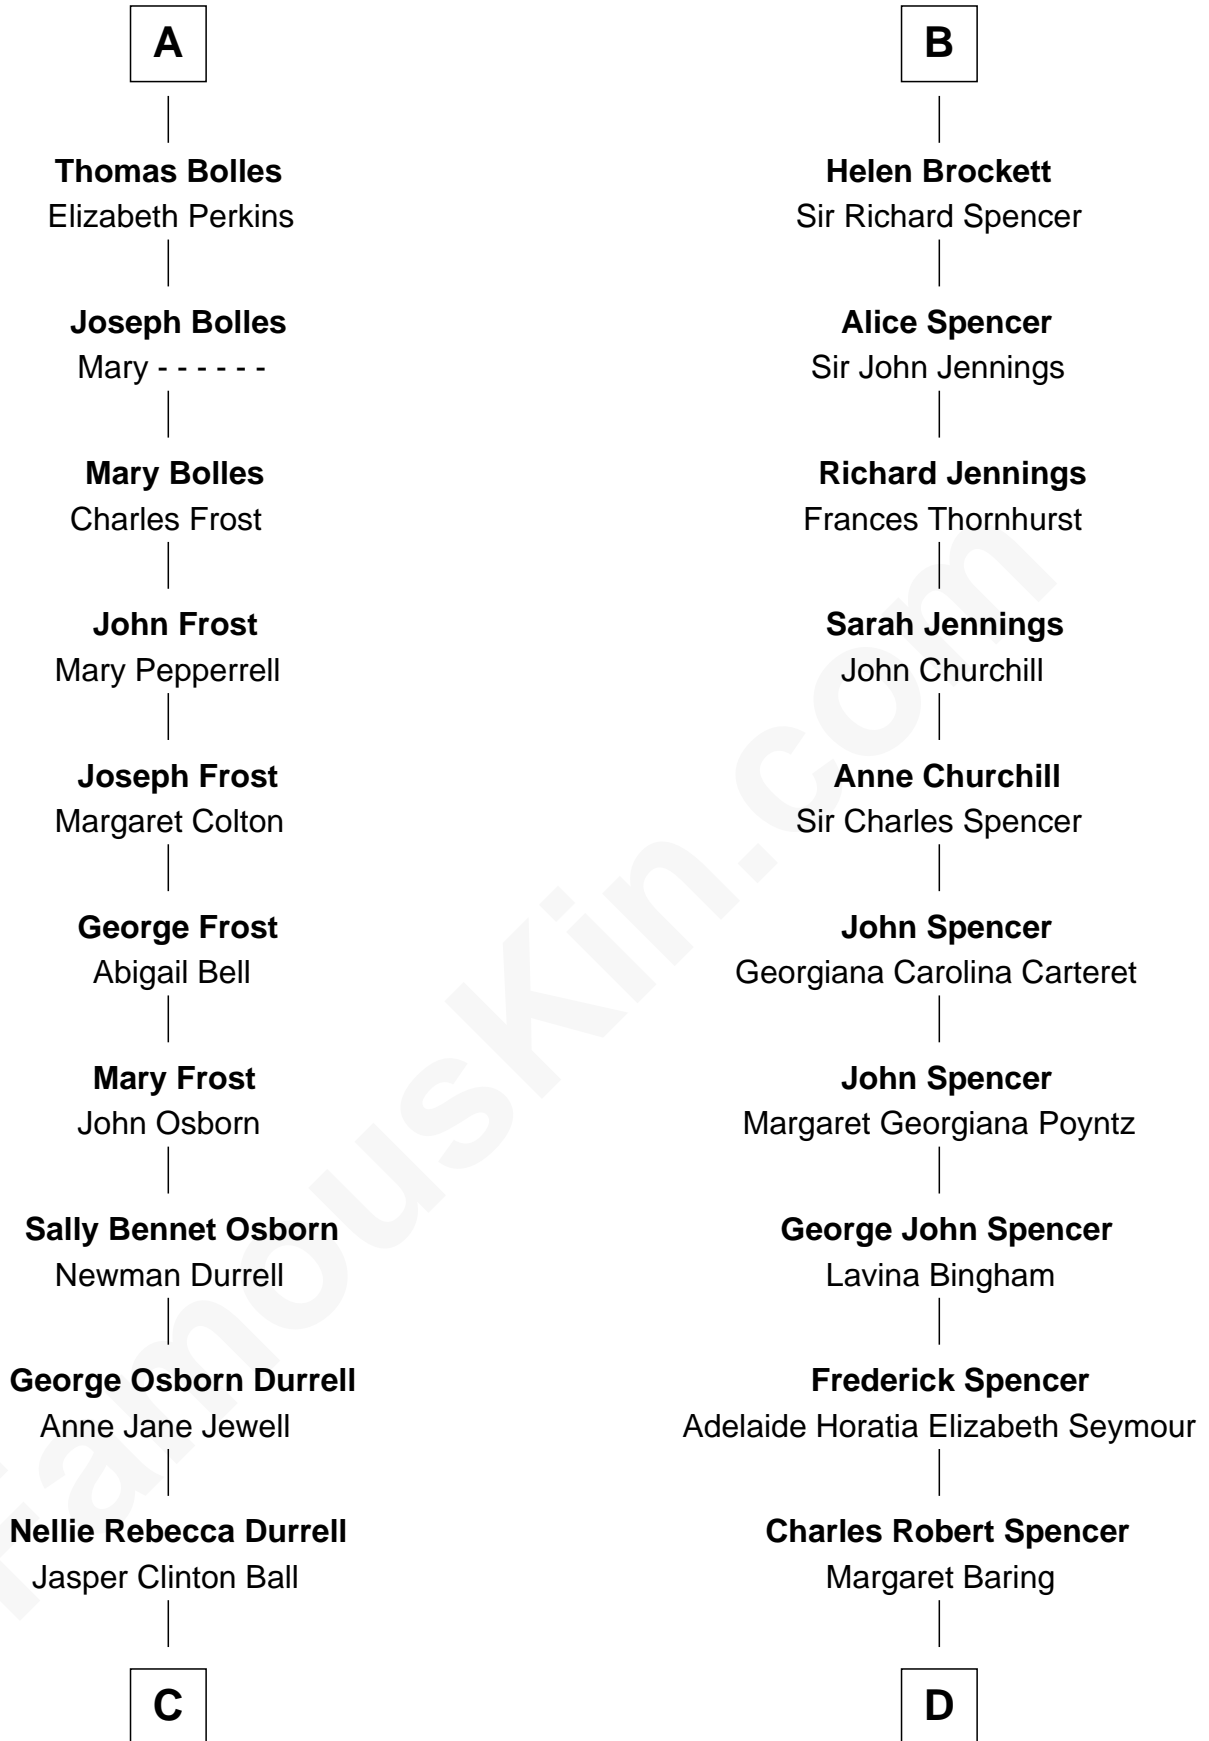 A
Thomas Bolles
Elizabeth Perkins
Joseph Bolles
Mary - - - - - -
Mary Bolles
Charles Frost
John Frost
Mary Pepperrell
Joseph Frost
Margaret Colton
George Frost
Abigail Bell
Mary Frost
John Osborn
Sally Bennet Osborn
Newman Durrell
George Osborn Durrell
Anne Jane Jewell
Nellie Rebecca Durrell
Jasper Clinton Ball
C
B
Helen Brockett
Sir Richard Spencer
Alice Spencer
Sir John Jennings
Richard Jennings
Frances Thornhurst
Sarah Jennings
John Churchill
Anne Churchill
Sir Charles Spencer
John Spencer
Georgiana Carolina Carteret
John Spencer
Margaret Georgiana Poyntz
George John Spencer
Lavina Bingham
Frederick Spencer
Adelaide Horatia Elizabeth Seymour
Charles Robert Spencer
Margaret Baring
D
FamousKin.com